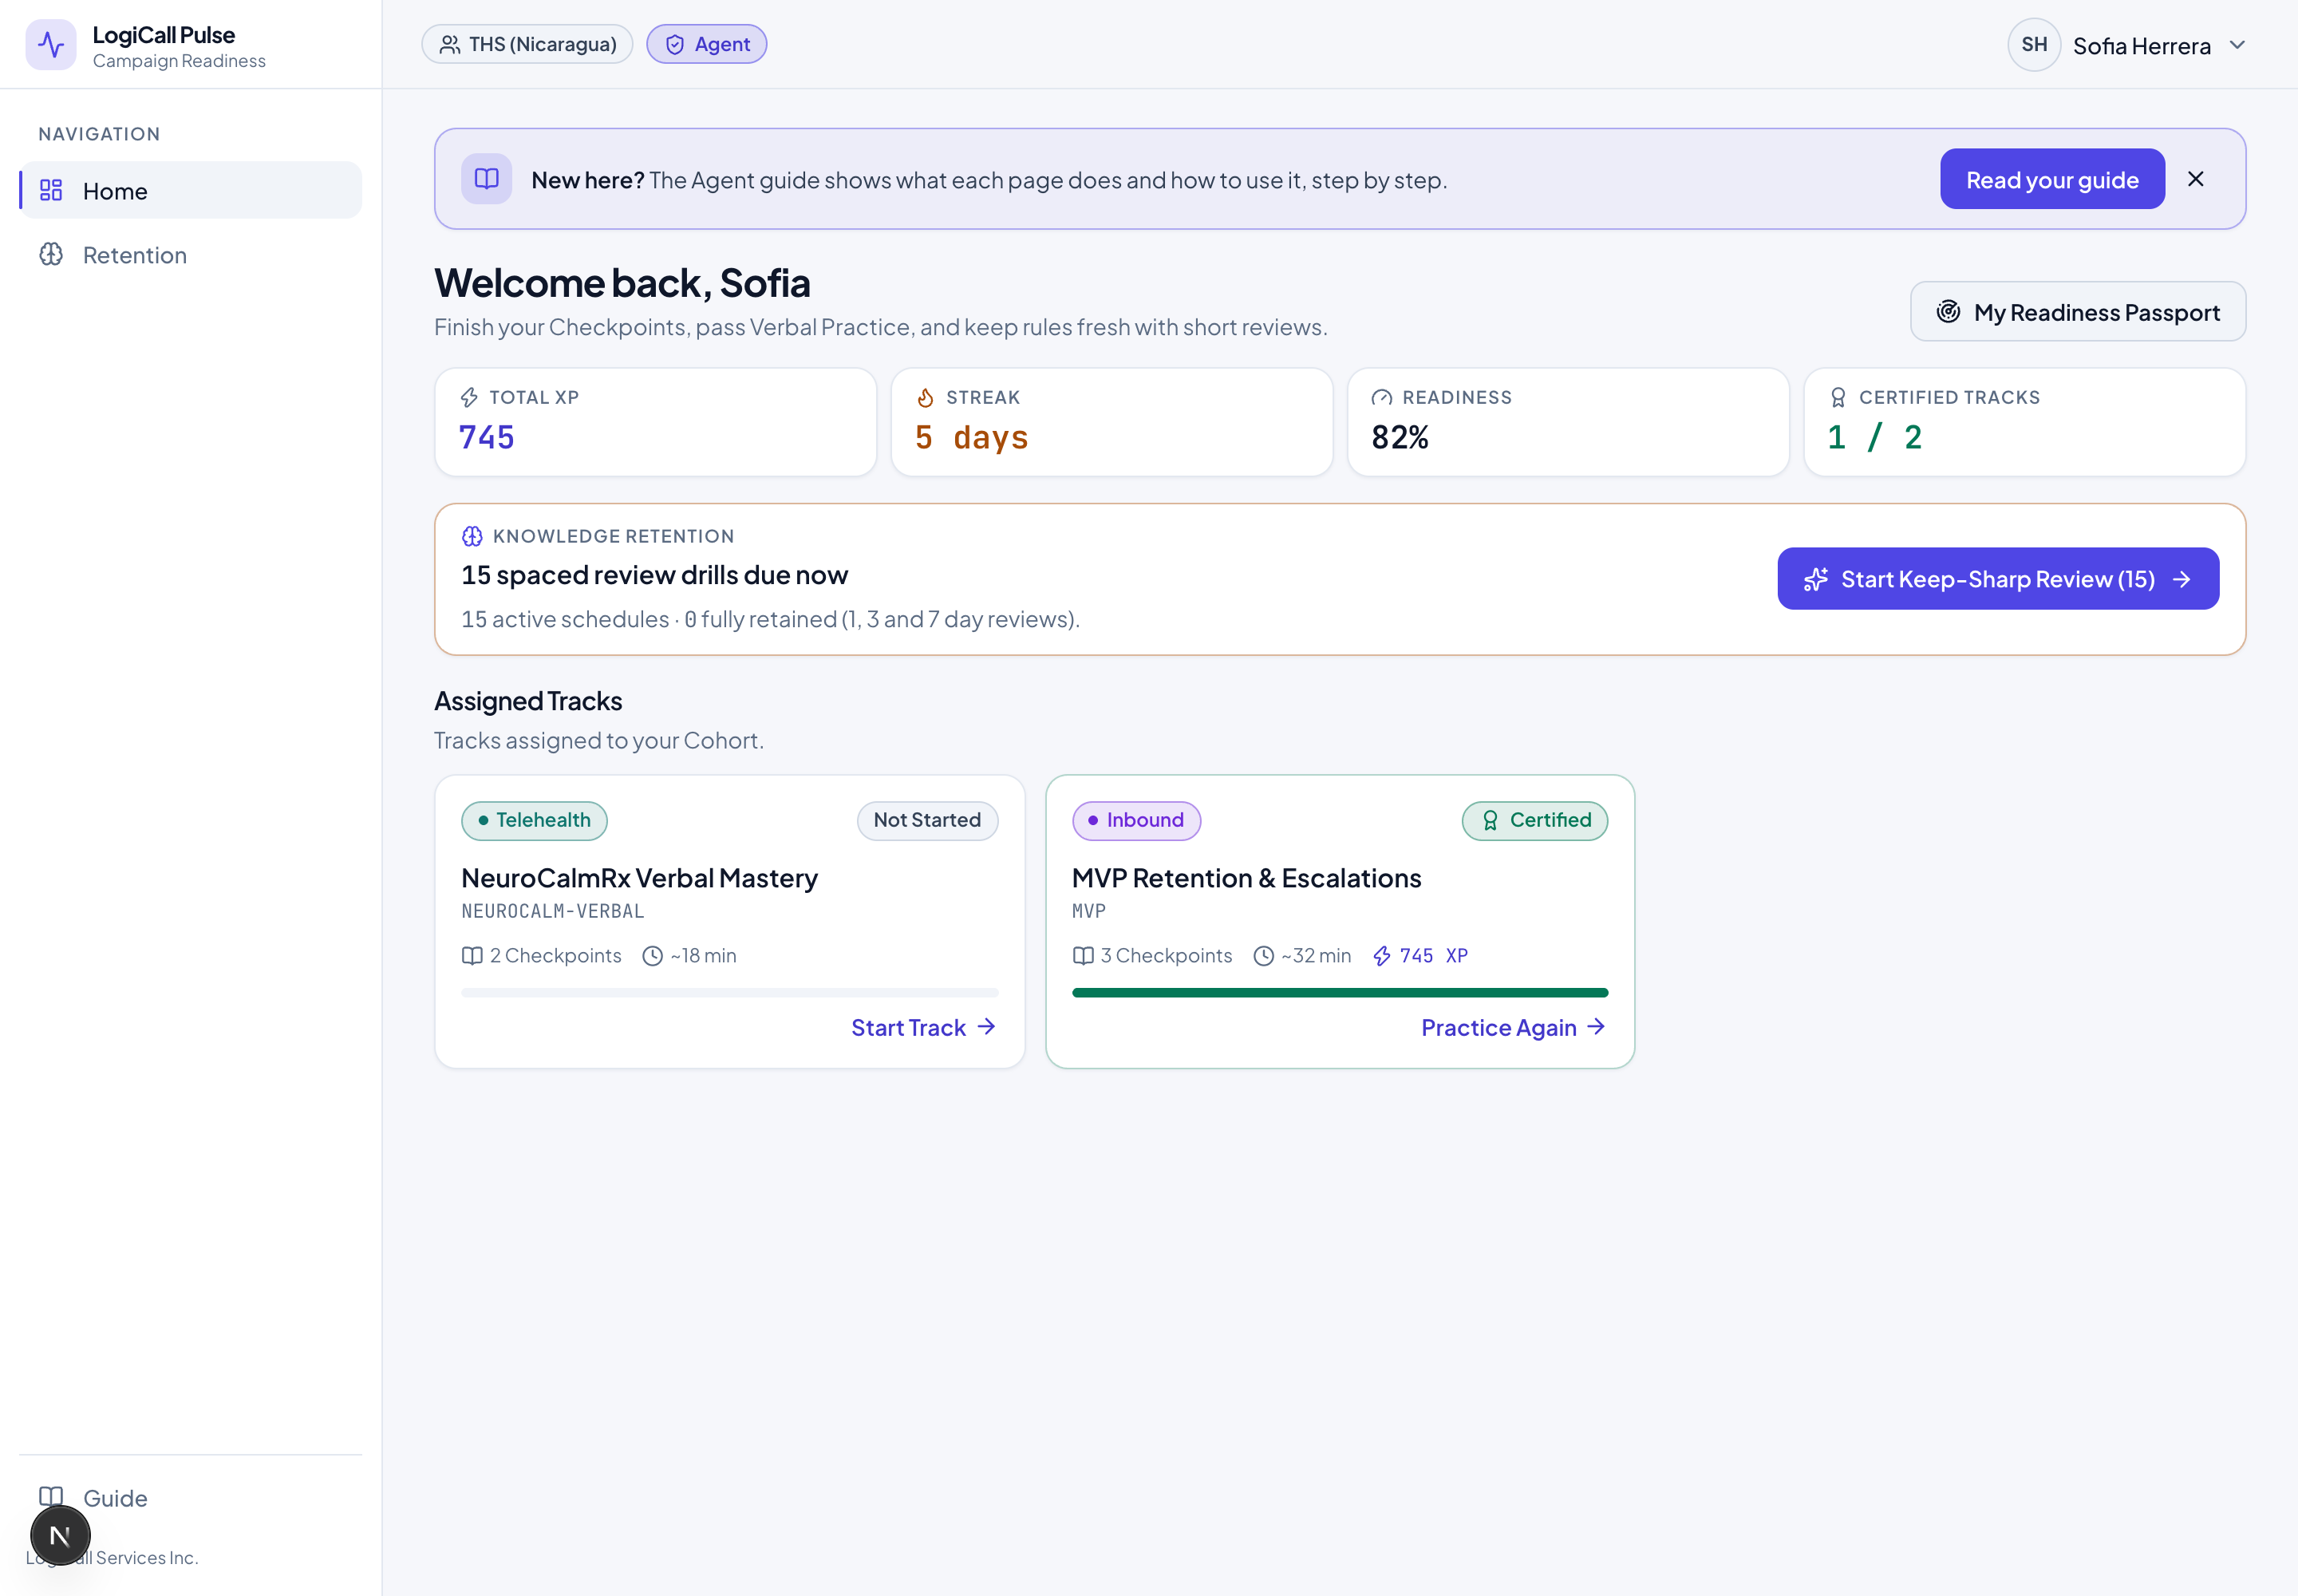 LogiCall Pulse
Campaign Readiness
THS (Nicaragua)
Agent
SH
Sofia Herrera
NAVIGATION
Home
Retention
New here? The Agent guide shows what each page does and how to use it, step by step.
Read your guide
Welcome back, Sofia
Finish your Checkpoints, pass Verbal Practice, and keep rules fresh with short reviews.
My Readiness Passport
TOTAL XP
745
STREAK
5 days
READINESS
82%
CERTIFIED TRACKS
1 / 2
KNOWLEDGE RETENTION
15 spaced review drills due now
15 active schedules · 0 fully retained (1, 3 and 7 day reviews).
Start Keep-Sharp Review (15)
Assigned Tracks
Tracks assigned to your Cohort.
Telehealth
Not Started
NeuroCalmRx Verbal Mastery
NEUROCALM-VERBAL
2 Checkpoints
~18 min
Start Track
Inbound
Certified
MVP Retention & Escalations
MVP
3 Checkpoints
~32 min
745 XP
Practice Again
Guide
N
Services Inc.